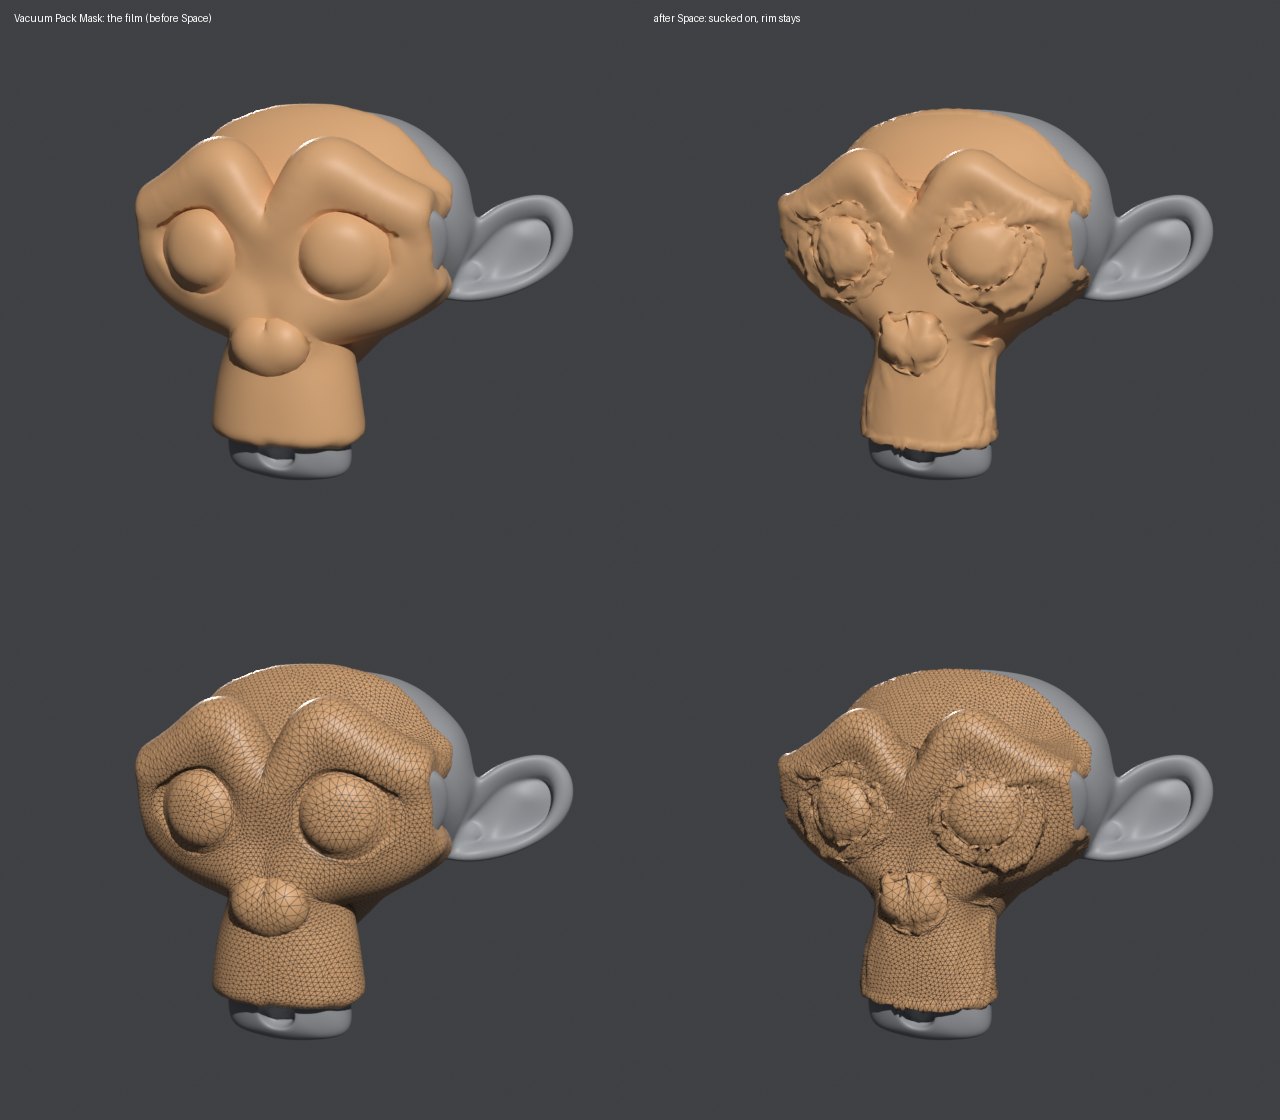 Vacuum Pack Mask: the film (before Space)
after Space: sucked on, rim stays